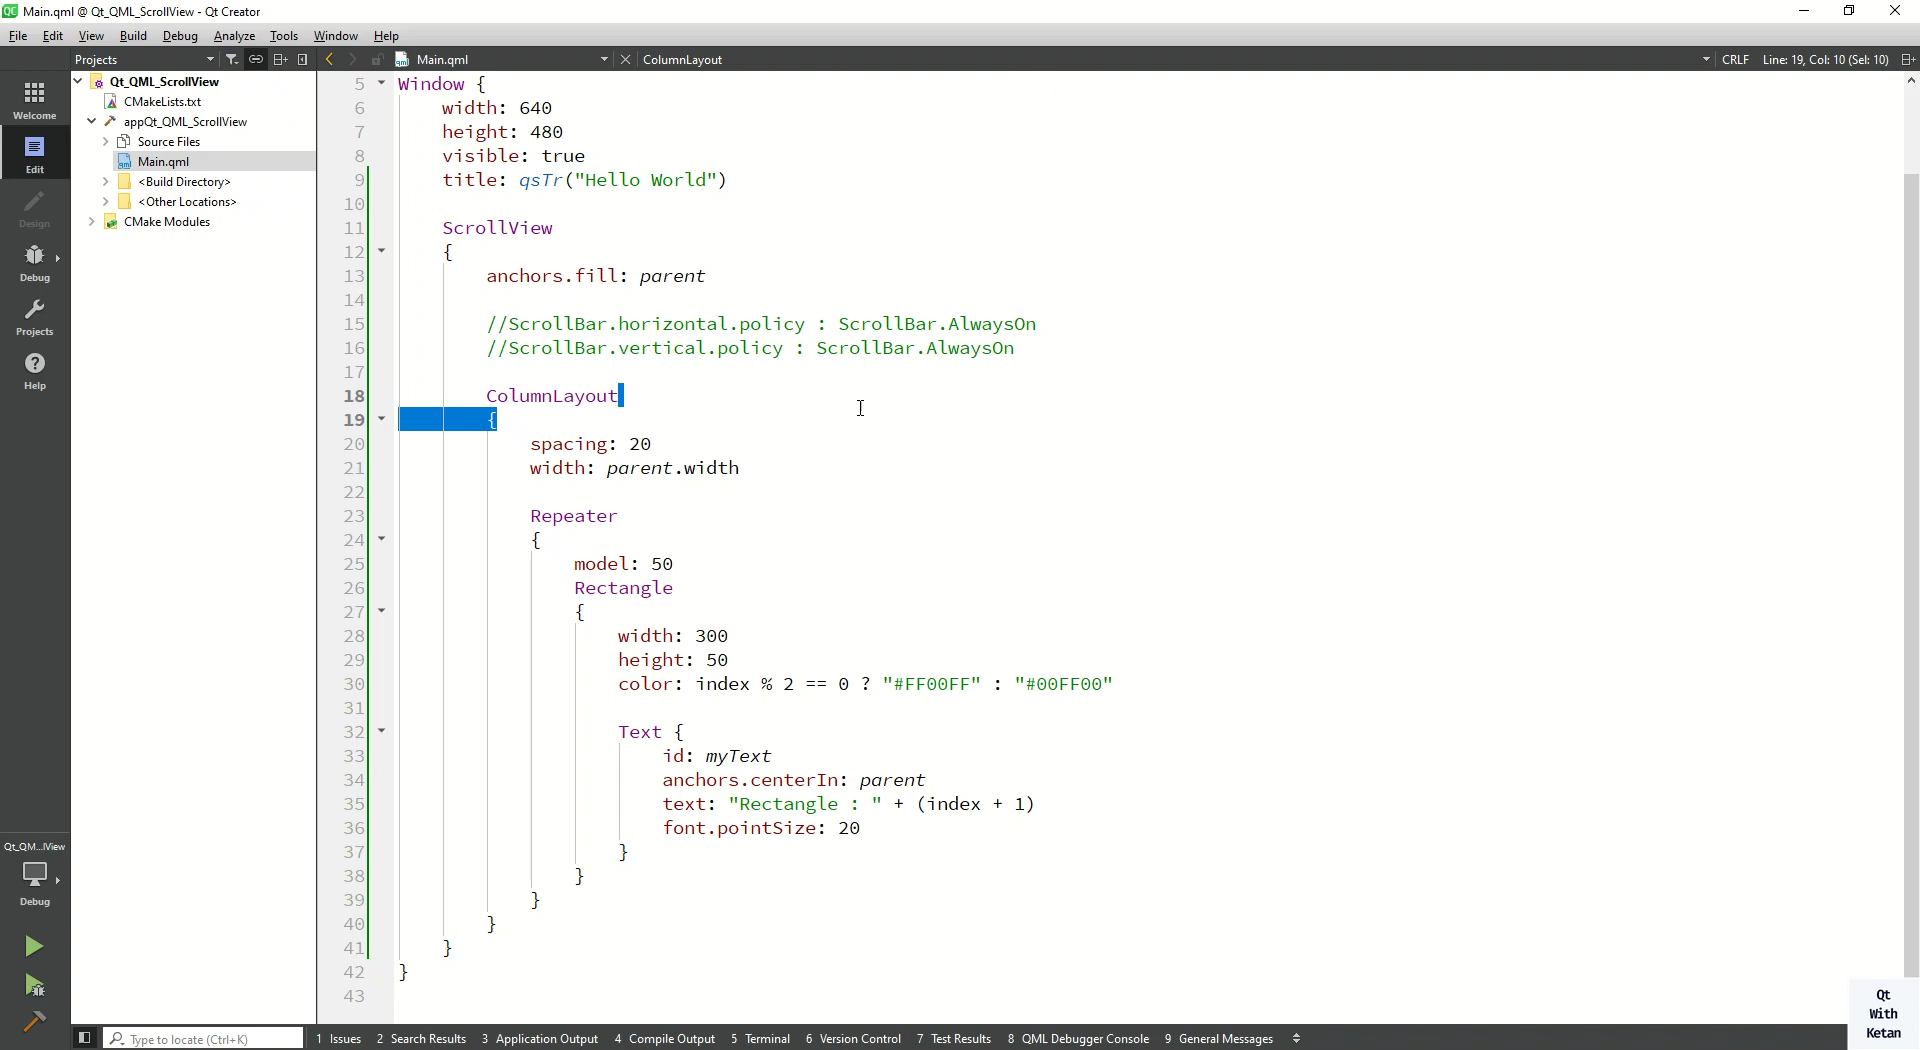 Main.qml @ Qt_QML_ScrollView - Qt Creator
File Edit View Build Debug Analyze Tools Window Help
Projects Main.qml ColumnLayout CRLF Line: 19, Col: 10 (Sel: 10)
Welcome
Edit
Design
Debug
Projects
Help
Qt_QML_ScrollView
CMakeLists.txt
appQt_QML_ScrollView
Source Files
Main.qml
<Build Directory>
<Other Locations>
CMake Modules
5 Window {
6 width: 640
7 height: 480
8 visible: true
9 title: qsTr("Hello World")
10
11 ScrollView
12 {
13 anchors.fill: parent
14
15 //ScrollBar.horizontal.policy : ScrollBar.AlwaysOn
16 //ScrollBar.vertical.policy : ScrollBar.AlwaysOn
17
18 ColumnLayout
19 {
20 spacing: 20
21 width: parent.width
22
23 Repeater
24 {
25 model: 50
26 Rectangle
27 {
28 width: 300
29 height: 50
30 color: index % 2 == 0 ? "#FF00FF" : "#00FF00"
31
32 Text {
33 id: myText
34 anchors.centerIn: parent
35 text: "Rectangle : " + (index + 1)
36 font.pointSize: 20
37 }
38 }
39 }
40 }
41 }
42 }
43
Qt_QM...lView
Debug
Type to locate (Ctrl+K) 1 Issues 2 Search Results 3 Application Output 4 Compile Output 5 Terminal 6 Version Control 7 Test Results 8 QML Debugger Console 9 General Messages
Qt
With
Ketan